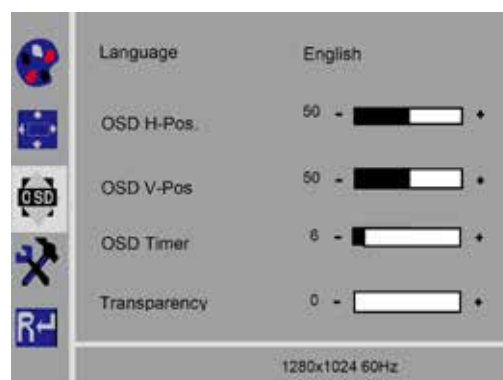 Language English
OSD H-Pos. 50 - +
OSD V-Pos 50 - +
OSD
OSD Timer 6 - +
Transparency 0 - +
R
1280x1024 60Hz